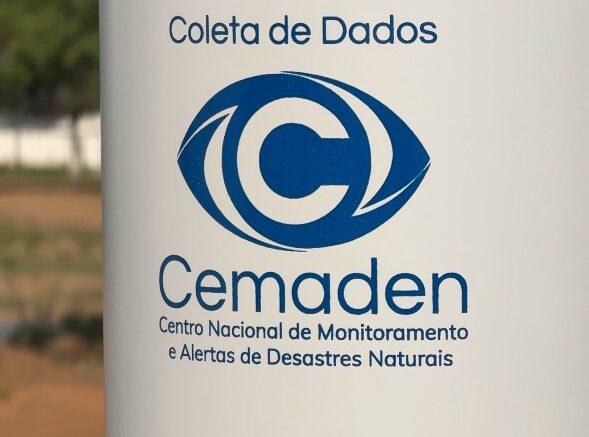 Coleta de Dados
C
Cemaden
Centro Nacional de Monitoramento
e Alertas de Desastres Naturais